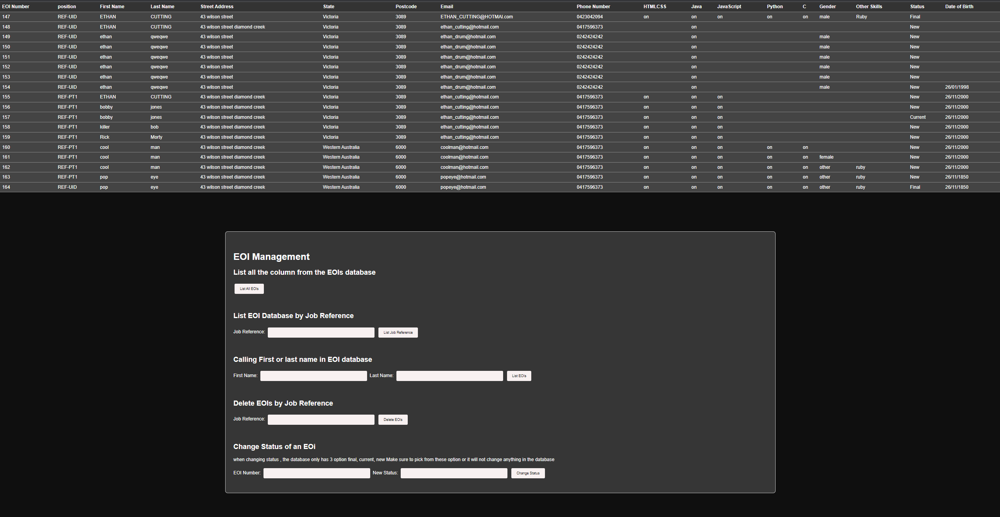 EOI Number position First Name Last Name Street Address State Postcode Email Phone Number HTMLCSS Java JavaScript Python C Gender Other Skills Status Date of Birth
147 REF-UID ETHAN CUTTING 43 wilson street Victoria 3089 ETHAN_CUTTING@HOTMAI.com 0423042094 on on on on on male Ruby Final
148 REF-UID ETHAN CUTTING 43 wilson street diamond creek Victoria 3089 ethan_cutting@hotmail.com 0417596373 on New
149 REF-UID ethan qweqwe 43 wilson street Victoria 3089 ethan_drum@hotmail.com 0242424242 on male New
150 REF-UID ethan qweqwe 43 wilson street Victoria 3089 ethan_drum@hotmail.com 0242424242 on male New
151 REF-UID ethan qweqwe 43 wilson street Victoria 3089 ethan_drum@hotmail.com 0242424242 on male New
152 REF-UID ethan qweqwe 43 wilson street Victoria 3089 ethan_drum@hotmail.com 0242424242 on male New
153 REF-UID ethan qweqwe 43 wilson street Victoria 3089 ethan_drum@hotmail.com 0242424242 on male New
154 REF-UID ethan qweqwe 43 wilson street Victoria 3089 ethan_drum@hotmail.com 0242424242 on male New 26/01/1998
155 REF-PT1 ETHAN CUTTING 43 wilson street diamond creek Victoria 3089 ethan_cutting@hotmail.com 0417596373 on on on New 26/11/2000
156 REF-PT1 bobby jones 43 wilson street diamond creek Victoria 3089 ethan_cutting@hotmail.com 0417596373 on on on New 26/11/2000
157 REF-PT1 bobby jones 43 wilson street diamond creek Victoria 3089 ethan_cutting@hotmail.com 0417596373 on on on Current 26/11/2000
158 REF-PT1 killer bob 43 wilson street diamond creek Victoria 3089 ethan_cutting@hotmail.com 0417596373 on on on New 26/11/2000
159 REF-PT1 Rick Morty 43 wilson street diamond creek Victoria 3089 ethan_cutting@hotmail.com 0417596373 on on on New 26/11/2000
160 REF-PT1 cool man 43 wilson street diamond creek Western Australia 6000 coolman@hotmail.com 0417596373 on on on on on New 26/11/2000
161 REF-PT1 cool man 43 wilson street diamond creek Western Australia 6000 coolman@hotmail.com 0417596373 on on on on on female New 26/11/2000
162 REF-PT1 cool man 43 wilson street diamond creek Western Australia 6000 coolman@hotmail.com 0417596373 on on on on on other ruby New 26/11/2000
163 REF-PT1 pop eye 43 wilson street diamond creek Western Australia 6000 popeye@hotmail.com 0417596373 on on on on on other ruby New 26/11/1850
164 REF-UID pop eye 43 wilson street diamond creek Western Australia 6000 popeye@hotmail.com 0417596373 on on on on on other ruby Final 26/11/1850
EOI Management
List all the column from the EOIs database
List All EOIs
List EOI Database by Job Reference
Job Reference: List Job Reference
Calling First or last name in EOI database
First Name: Last Name: List EOIs
Delete EOIs by Job Reference
Job Reference: Delete EOIs
Change Status of an EOi
when changing status , the database only has 3 option final, current, new Make sure to pick from these option or it will not change anything in the database
EOI Number: New Status: Change Status